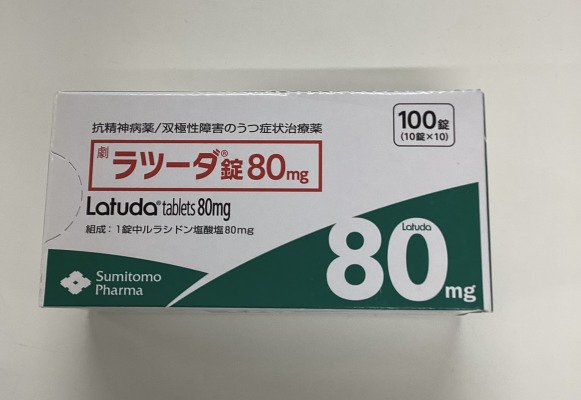 抗精神病薬/双極性障害のうつ症状治療薬
100錠
(10錠×10)
劇 ラツーダ®錠80mg
Latuda® tablets 80mg
組成：1錠中ルラシドン塩酸塩80mg
Latuda
80mg
Sumitomo
Pharma